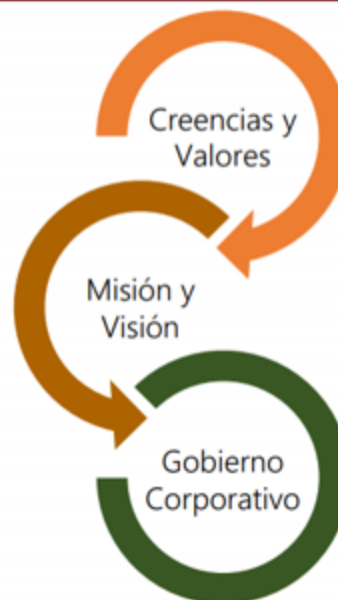 Creencias y
Valores
Misión y
Visión
Gobierno
Corporativo